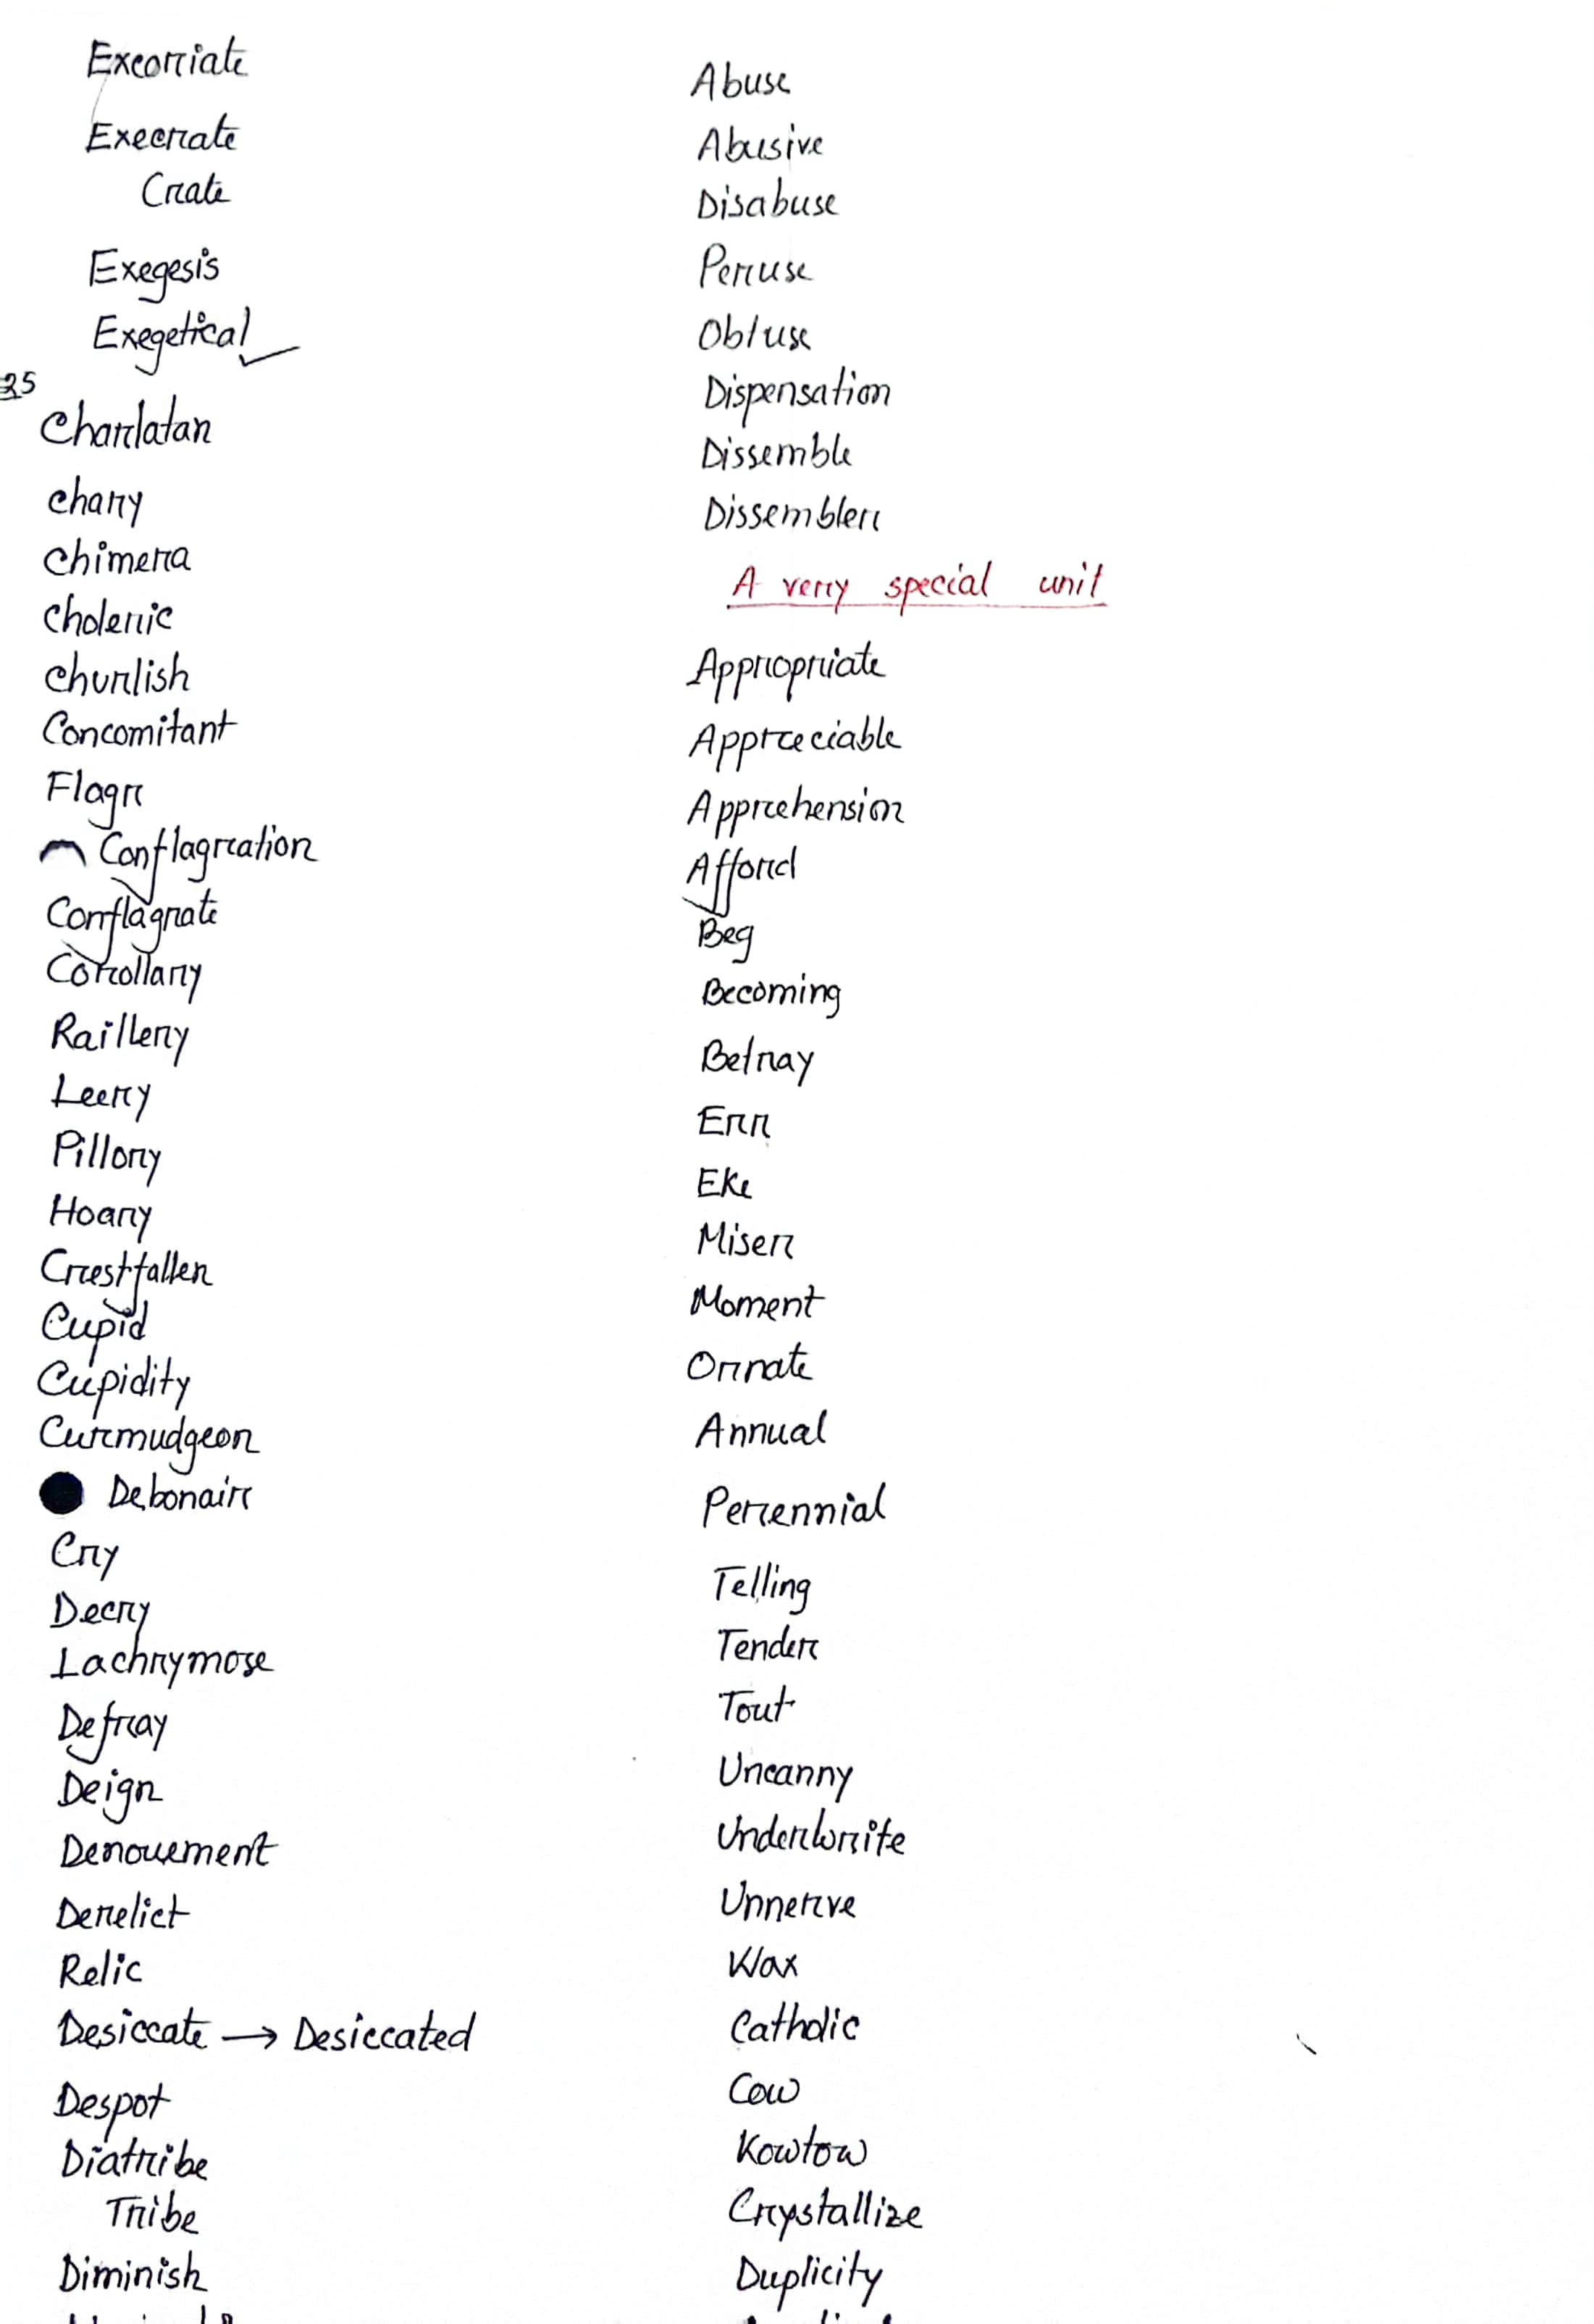 Excoriate
Execrate
Crate
Exegesis
Exegetical
25
Charlatan
Chary
Chimera
Choleric
Churlish
Concomitant
Flagr
Conflagration
Conflagrate
Corollary
Raillery
Leery
Pillory
Hoary
Crestfallen
Cupid
Cupidity
Curmudgeon
Debonair
Cry
Decry
Lachrymose
Defray
Deign
Denouement
Derelict
Relic
Desiccate → Desiccated
Despot
Diatribe
Tribe
Diminish
Abuse
Abusive
Disabuse
Peruse
Obtuse
Dispensation
Dissemble
Dissembler
A very special unit
Appropriate
Appreciable
Apprehension
Afford
Beg
Becoming
Betray
Err
Eke
Miser
Moment
Ornate
Annual
Perennial
Telling
Tender
Tout
Uncanny
Underwrite
Unnerve
Wax
Catholic
Cow
Kowtow
Crystallize
Duplicity